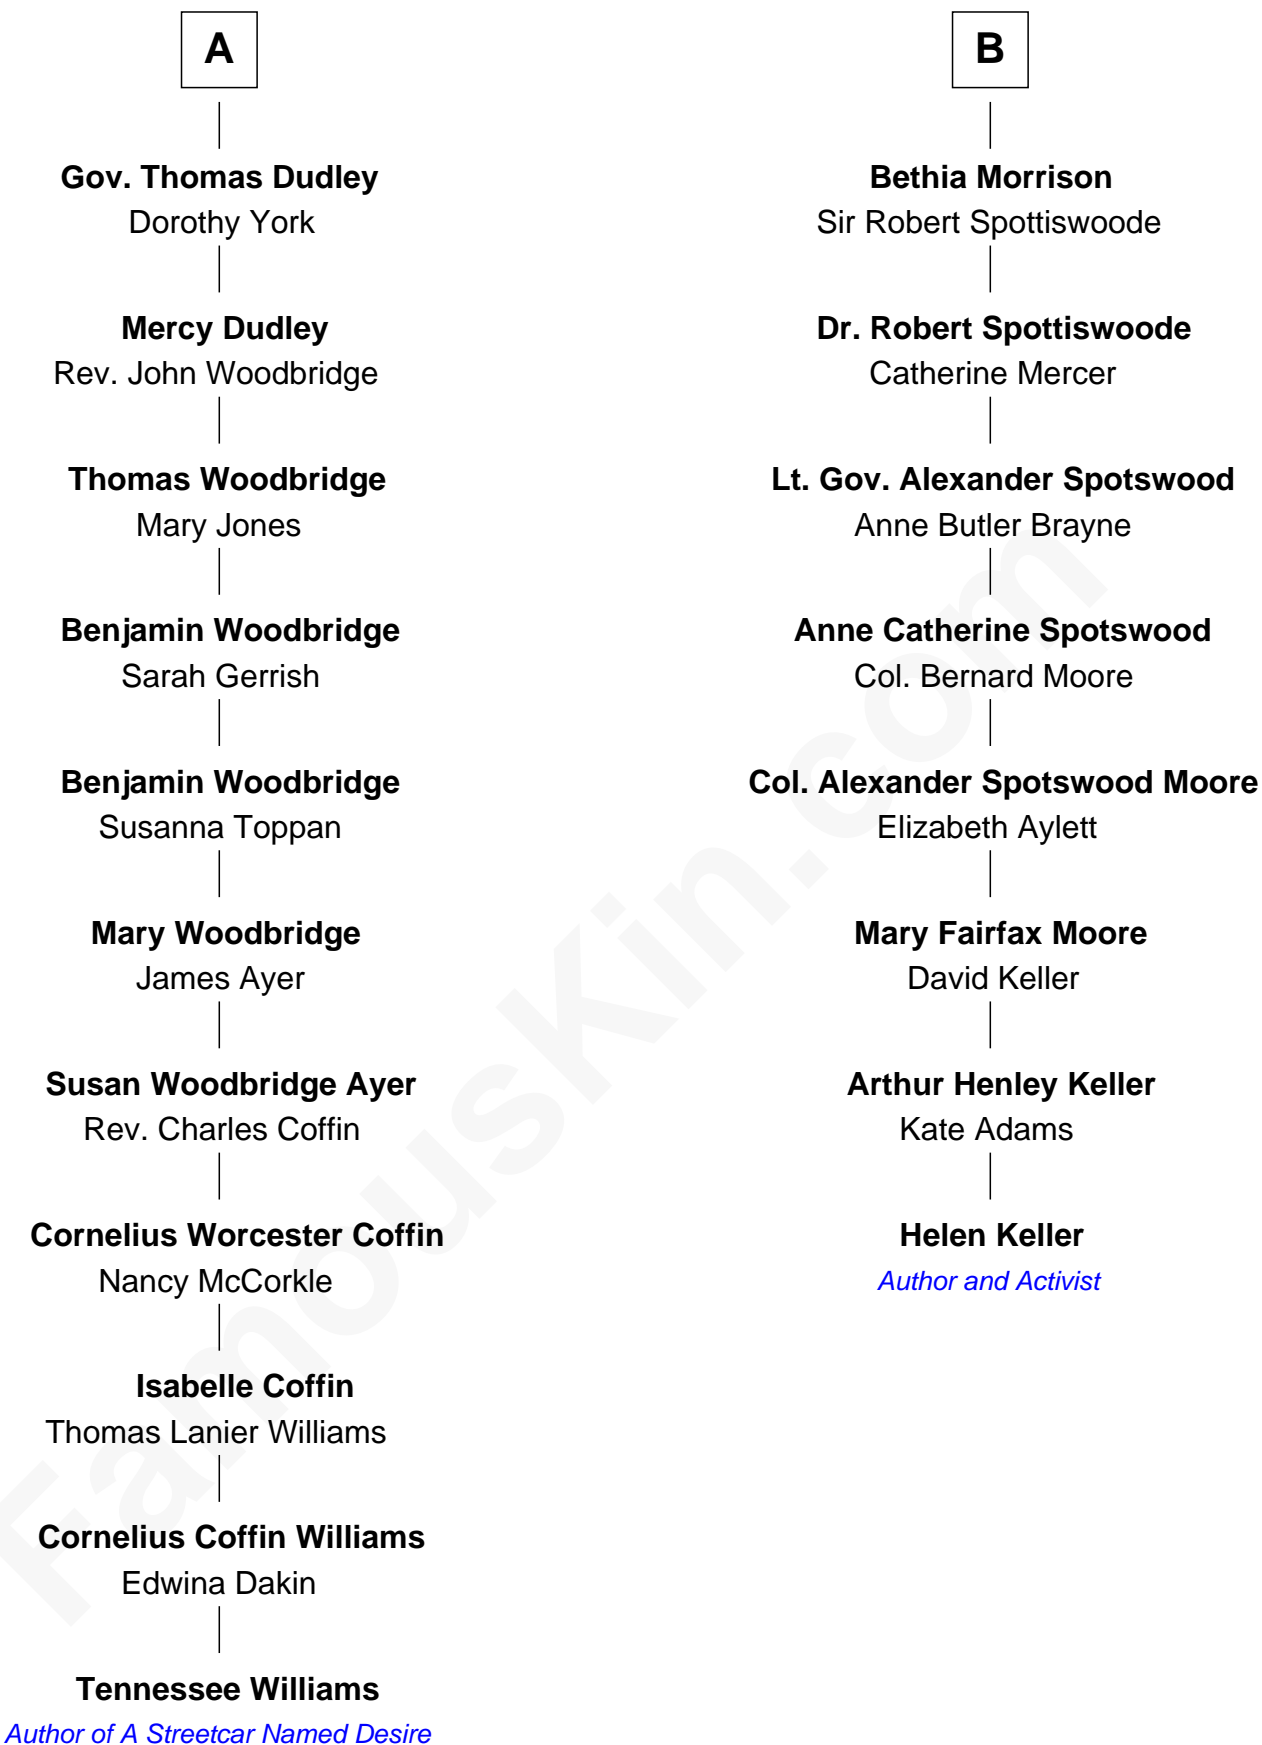 A
Gov. Thomas Dudley
Dorothy York
Mercy Dudley
Rev. John Woodbridge
Thomas Woodbridge
Mary Jones
Benjamin Woodbridge
Sarah Gerrish
Benjamin Woodbridge
Susanna Toppan
Mary Woodbridge
James Ayer
Susan Woodbridge Ayer
Rev. Charles Coffin
Cornelius Worcester Coffin
Nancy McCorkle
Isabelle Coffin
Thomas Lanier Williams
Cornelius Coffin Williams
Edwina Dakin
Tennessee Williams
Author of A Streetcar Named Desire
B
Bethia Morrison
Sir Robert Spottiswoode
Dr. Robert Spottiswoode
Catherine Mercer
Lt. Gov. Alexander Spotswood
Anne Butler Brayne
Anne Catherine Spotswood
Col. Bernard Moore
Col. Alexander Spotswood Moore
Elizabeth Aylett
Mary Fairfax Moore
David Keller
Arthur Henley Keller
Kate Adams
Helen Keller
Author and Activist
FamousKin.com